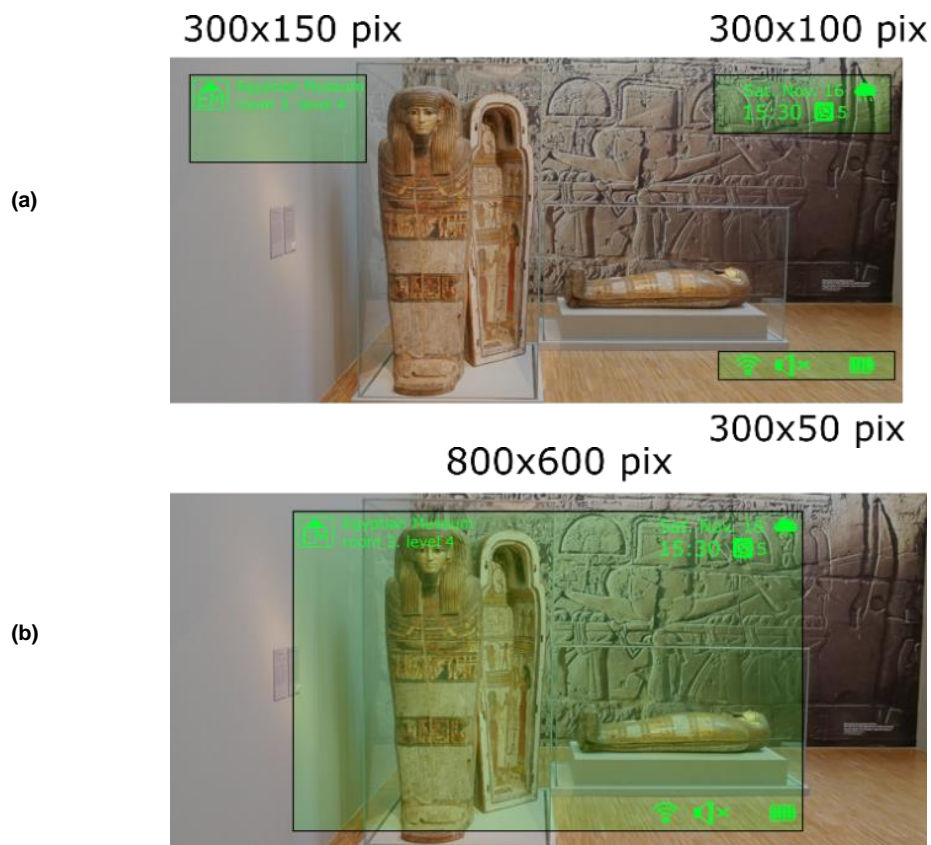 300x150 pix
300x100 pix
(a)
Egyptian Museum
room 3, level 4
Sat. Nov. 16
15:30 5
300x50 pix
800x600 pix
(b)
Egyptian Museum
room 3, level 4
Sat. Nov. 16
15:30 5